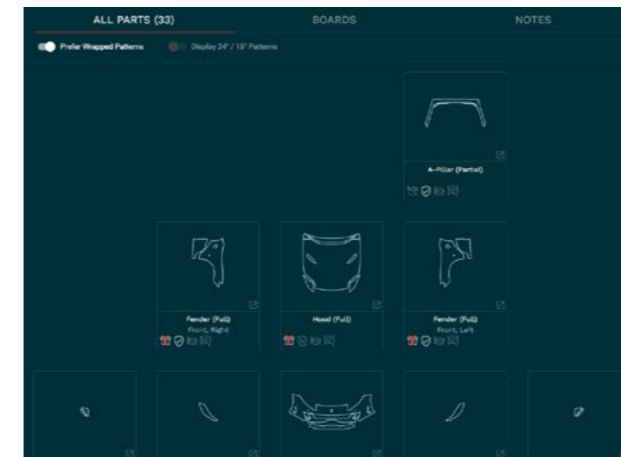 ALL PARTS (33)
BOARDS
NOTES
Prefer Wrapped Patterns
Display 24" / 15" Patterns
A-Pillar (Partial)
Fender (Full)
Front, Right
Hood (Full)
Fender (Full)
Front, Left